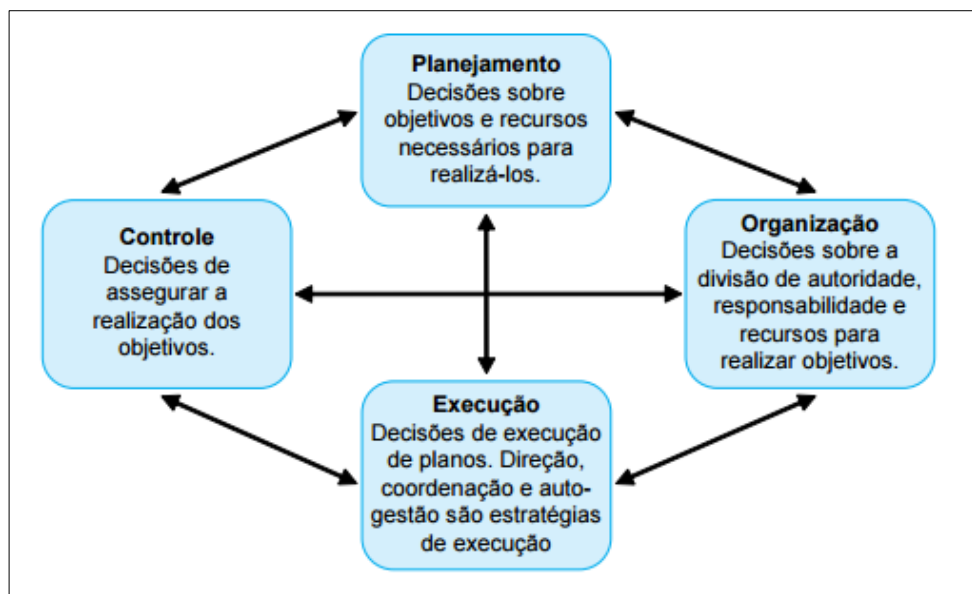 Planejamento
Decisões sobre
objetivos e recursos
necessários para
realizá-los.
Controle
Decisões de
assegurar a
realização dos
objetivos.
Organização
Decisões sobre a
divisão de autoridade,
responsabilidade e
recursos para
realizar objetivos.
Execução
Decisões de execução
de planos. Direção,
coordenação e auto-
gestão são estratégias
de execução